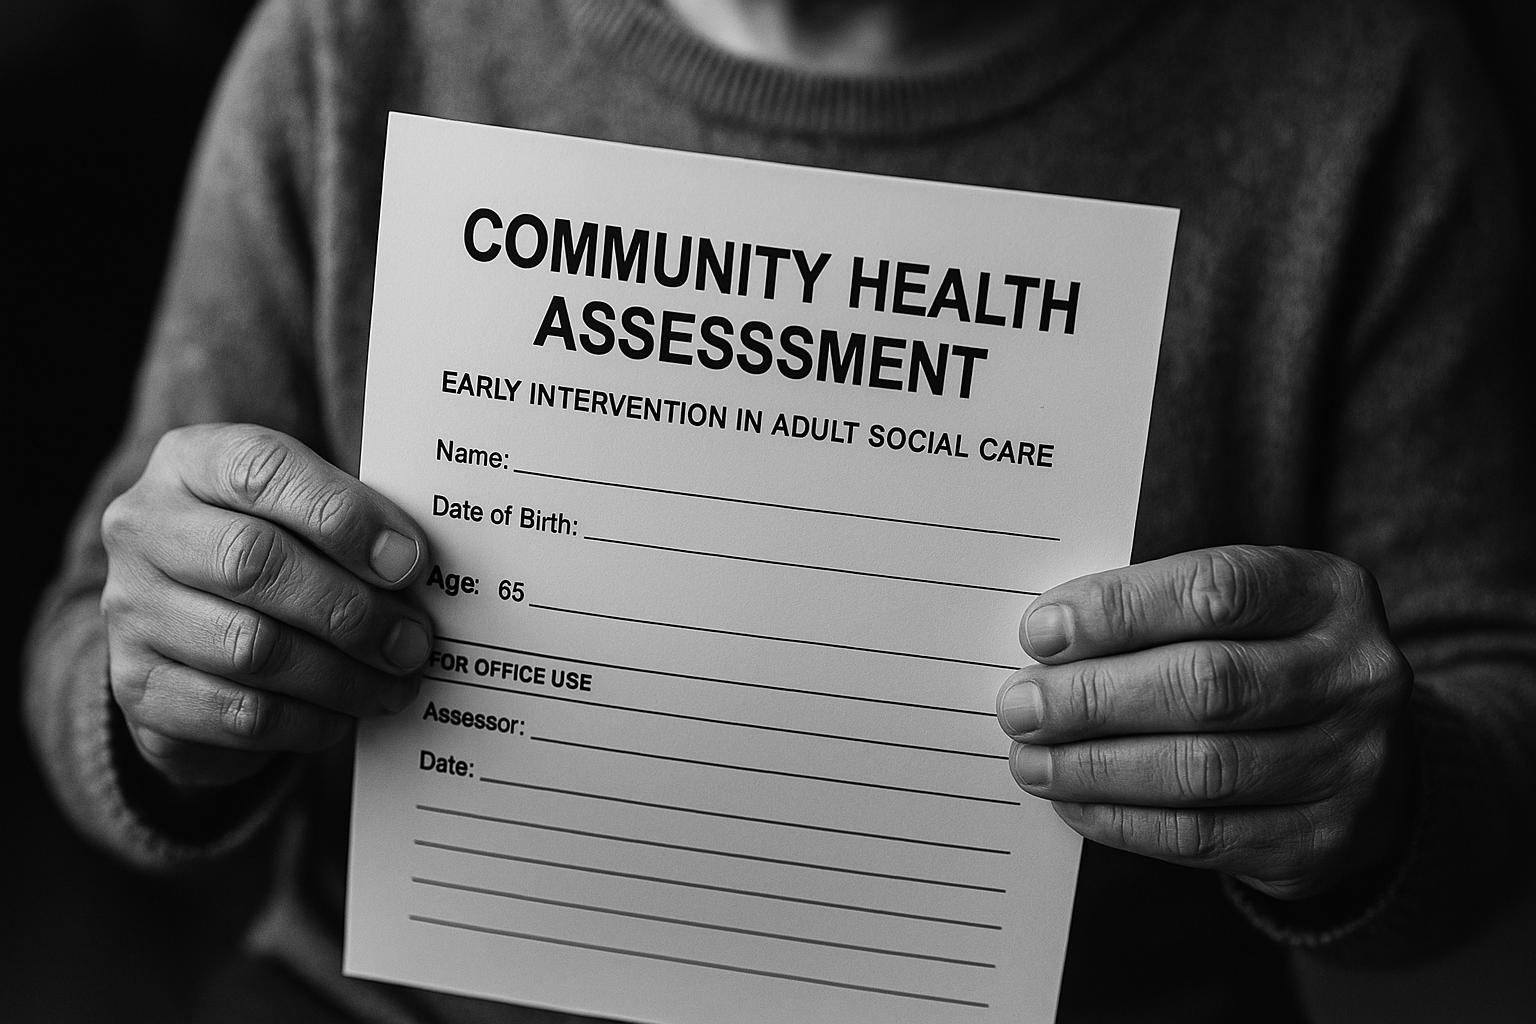 COMMUNITY HEALTH
ASSESSSMENT
EARLY INTERVENTION IN ADULT SOCIAL CARE
Name:
Date of Birth:
Age: 65
FOR OFFICE USE
Assessor:
Date: